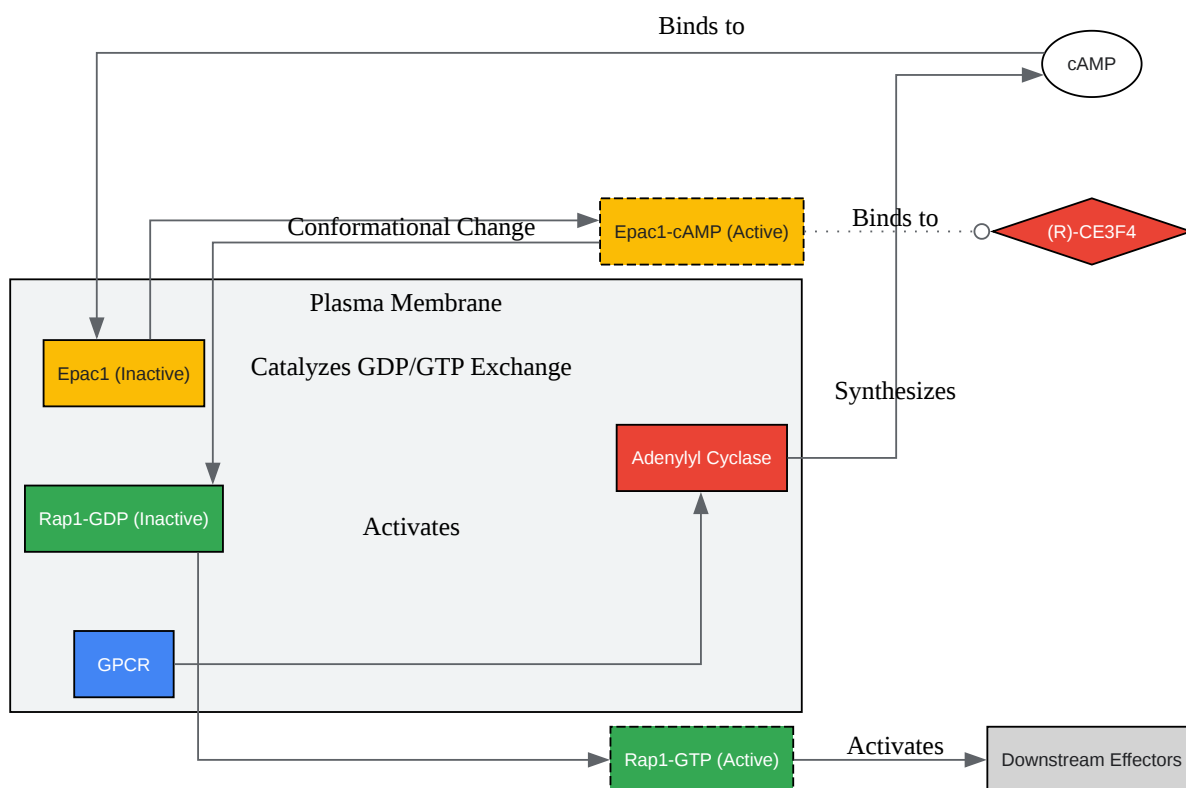 Binds to
cAMP
Conformational Change
Epac1-cAMP (Active)
Binds to
(R)-CE3F4
Plasma Membrane
Epac1 (Inactive)
Catalyzes GDP/GTP Exchange
Synthesizes
Adenylyl Cyclase
Rap1-GDP (Inactive)
Activates
GPCR
Rap1-GTP (Active)
Activates
Downstream Effectors